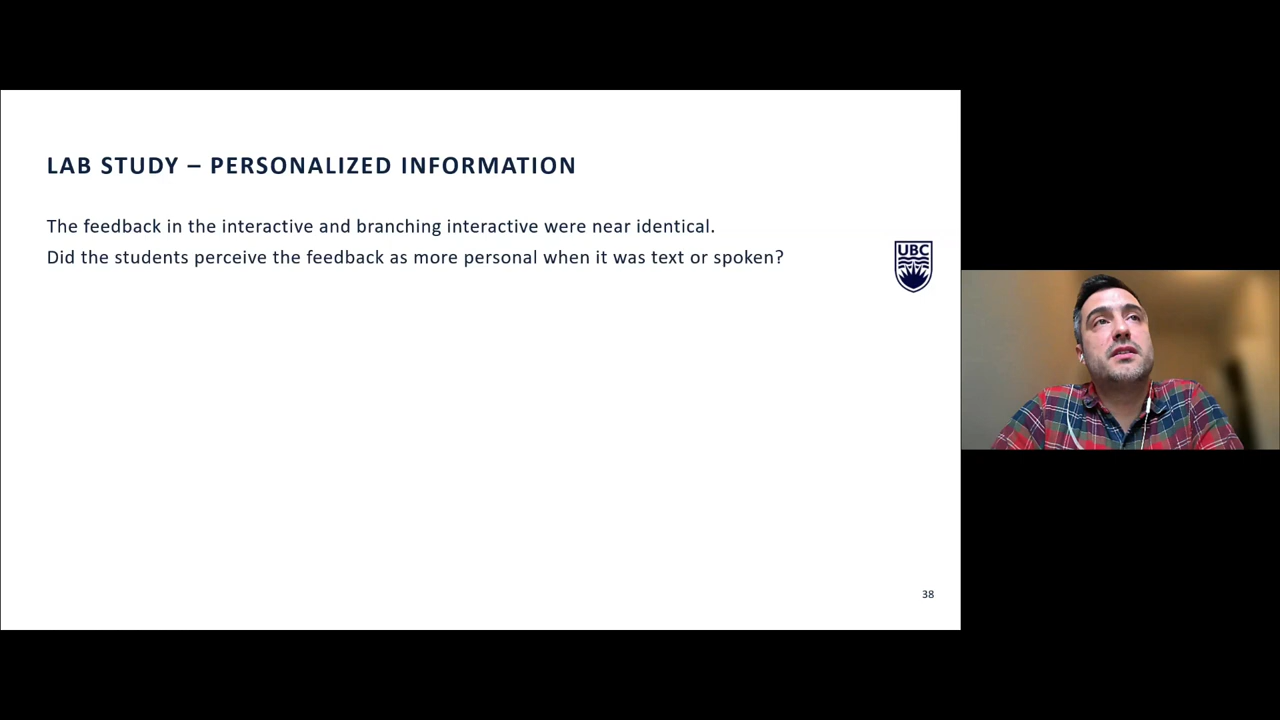 LAB STUDY – PERSONALIZED INFORMATION
The feedback in the interactive and branching interactive were near identical.
Did the students perceive the feedback as more personal when it was text or spoken?
UBC
38